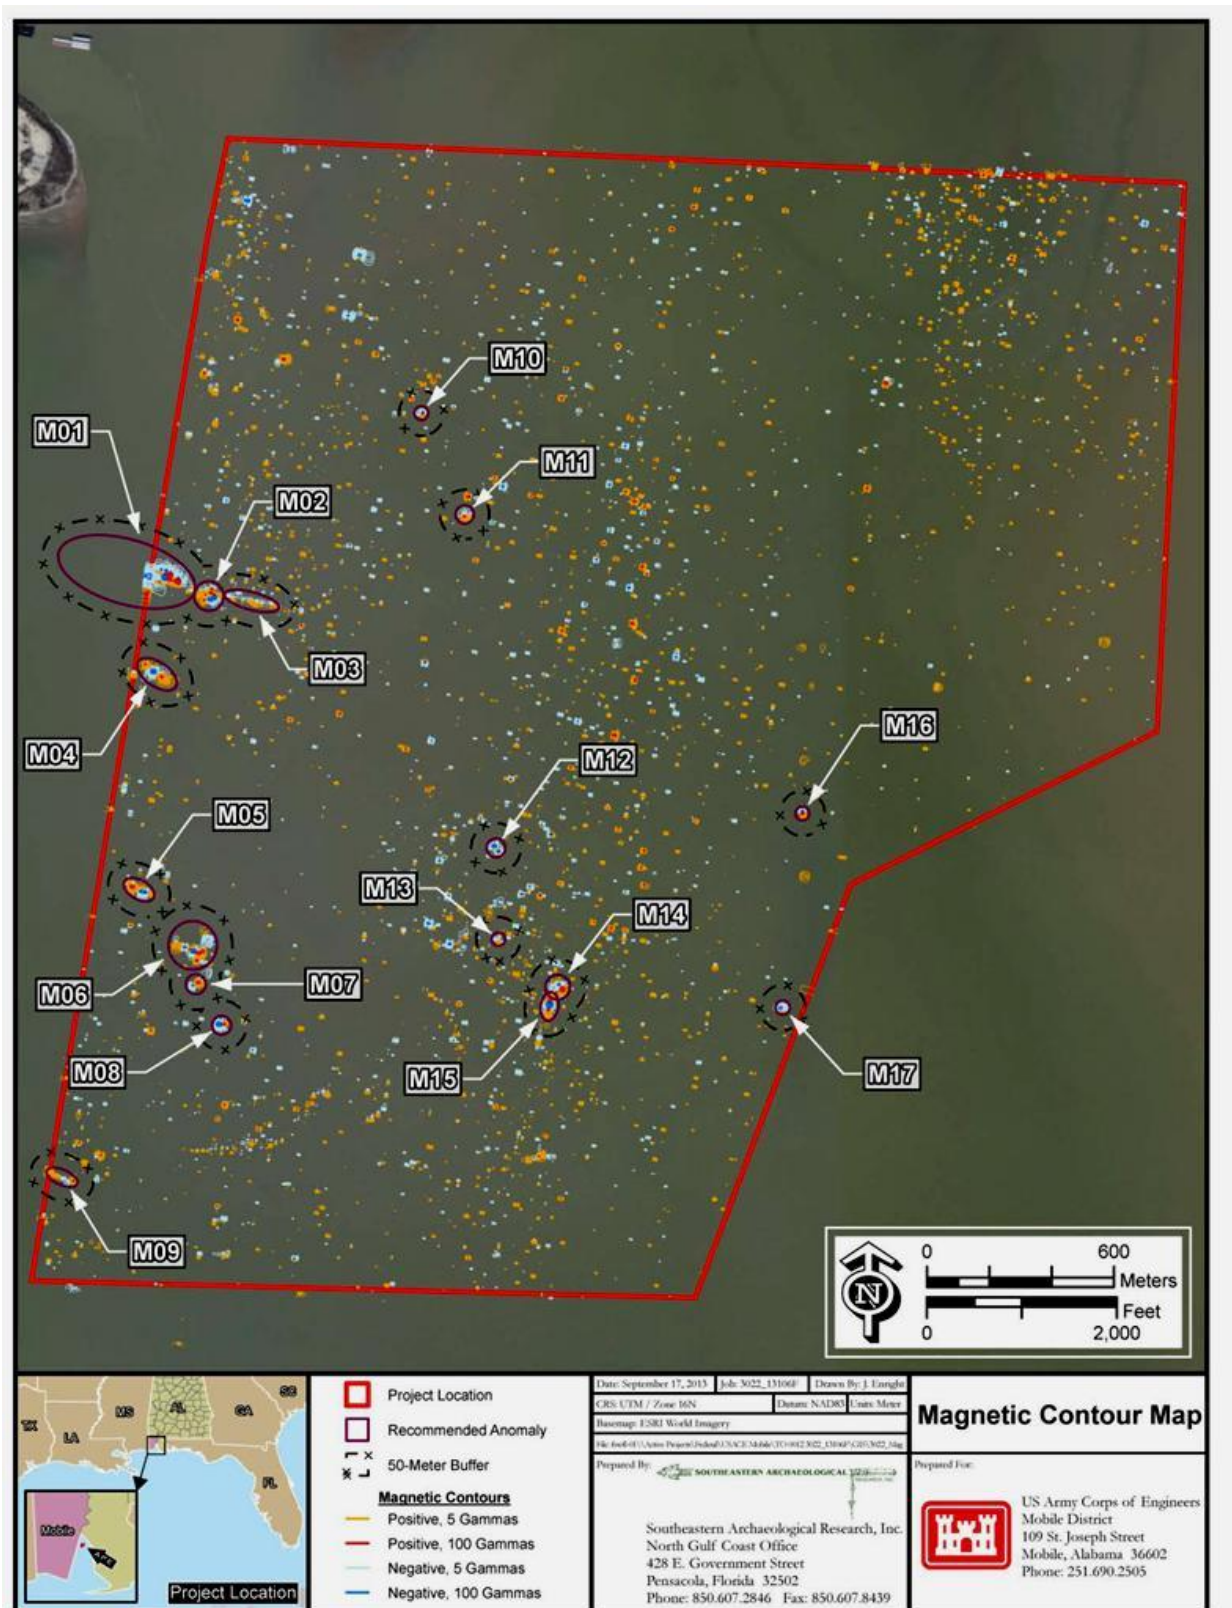 M10
M01
M11
M02
M03
M04
M16
M12
M05
M13
M14
M06
M07
M08
M15
M17
M09
N
0 600
Meters
Feet
0 2,000
TX
LA
MS
AL
GA
SC
FL
Mobile
APE
Project Location
Project Location
Recommended Anomaly
50-Meter Buffer
Magnetic Contours
Positive, 5 Gammas
Positive, 100 Gammas
Negative, 5 Gammas
Negative, 100 Gammas
Date: September 17, 2013 Job: 3022_13106F Drawn By: J. Enright
CRS: UTM / Zone 16N Datum: NAD83 Units: Meter
Basemap: ESRI World Imagery
Prepared By:
SOUTHEASTERN ARCHAEOLOGICAL
RESEARCH, INC.
Southeastern Archaeological Research, Inc.
North Gulf Coast Office
428 E. Government Street
Pensacola, Florida 32502
Phone: 850.607.2846 Fax: 850.607.8439
Magnetic Contour Map
Prepared For:
US Army Corps of Engineers
Mobile District
109 St. Joseph Street
Mobile, Alabama 36602
Phone: 251.690.2505